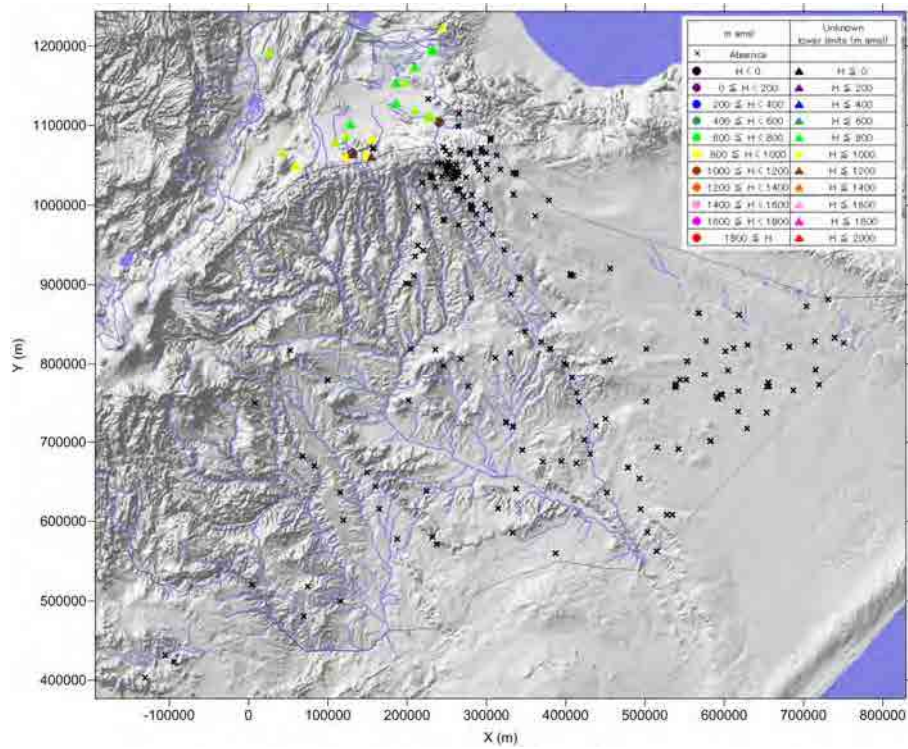 m amsl
Unknown
lower limits (m amsl)
Absence
H < 0
H ≦ 0
0 ≦ H < 200
H ≦ 200
200 ≦ H < 400
H ≦ 400
400 ≦ H < 600
H ≦ 600
600 ≦ H < 800
H ≦ 800
800 ≦ H < 1000
H ≦ 1000
1000 ≦ H < 1200
H ≦ 1200
1200 ≦ H < 1400
H ≦ 1400
1400 ≦ H < 1600
H ≦ 1600
1600 ≦ H < 1800
H ≦ 1800
1800 ≦ H
H ≦ 2000
1200000
1100000
1000000
900000
800000
700000
600000
500000
400000
Y (m)
-100000 0 100000 200000 300000 400000 500000 600000 700000 800000
X (m)